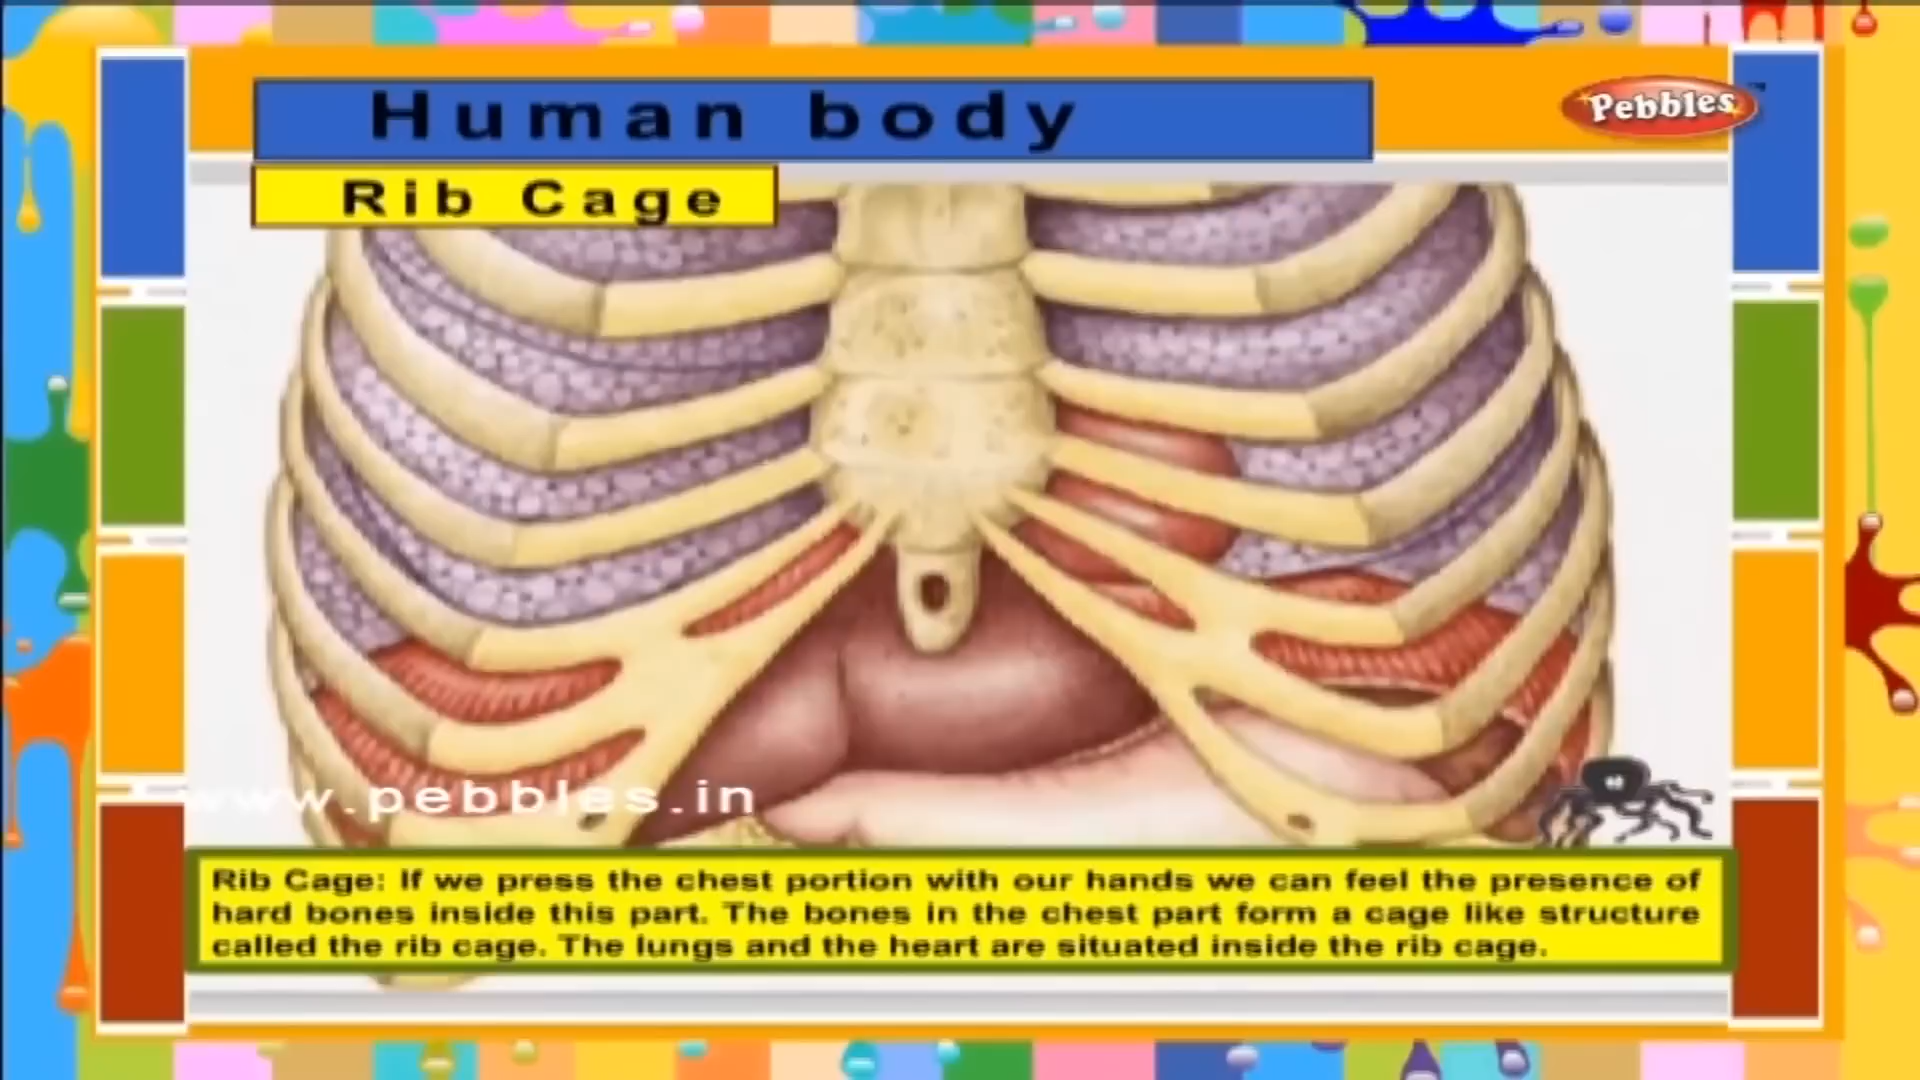 Human body
Pebbles
Rib Cage
www.pebbles.in
Rib Cage: If we press the chest portion with our hands we can feel the presence of
hard bones inside this part. The bones in the chest part form a cage like structure
called the rib cage. The lungs and the heart are situated inside the rib cage.